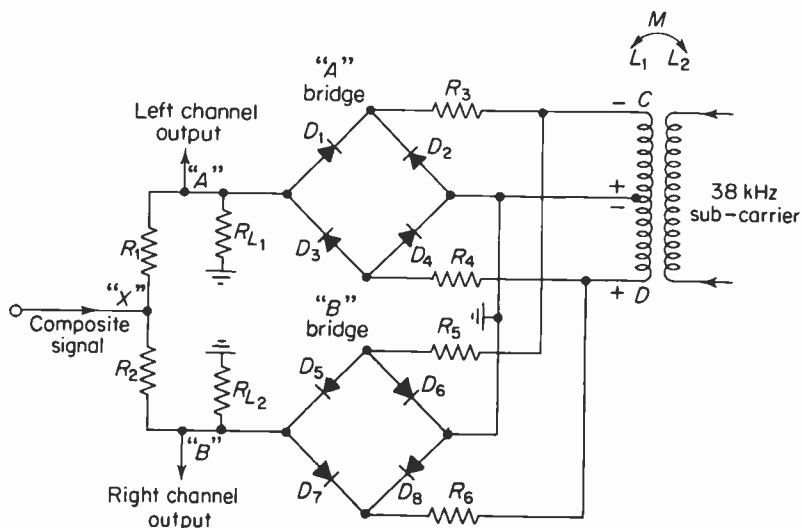 M
L1 L2
"A"
bridge
R3
− C
Left channel
output
"A"
D1
D2
+
−
38 kHz
sub-carrier
R1
RL1
D3
D4
R4
+ D
"X"
Composite
signal
"B"
bridge
R5
R2
RL2
D5
D6
"B"
D7
D8
R6
Right channel
output